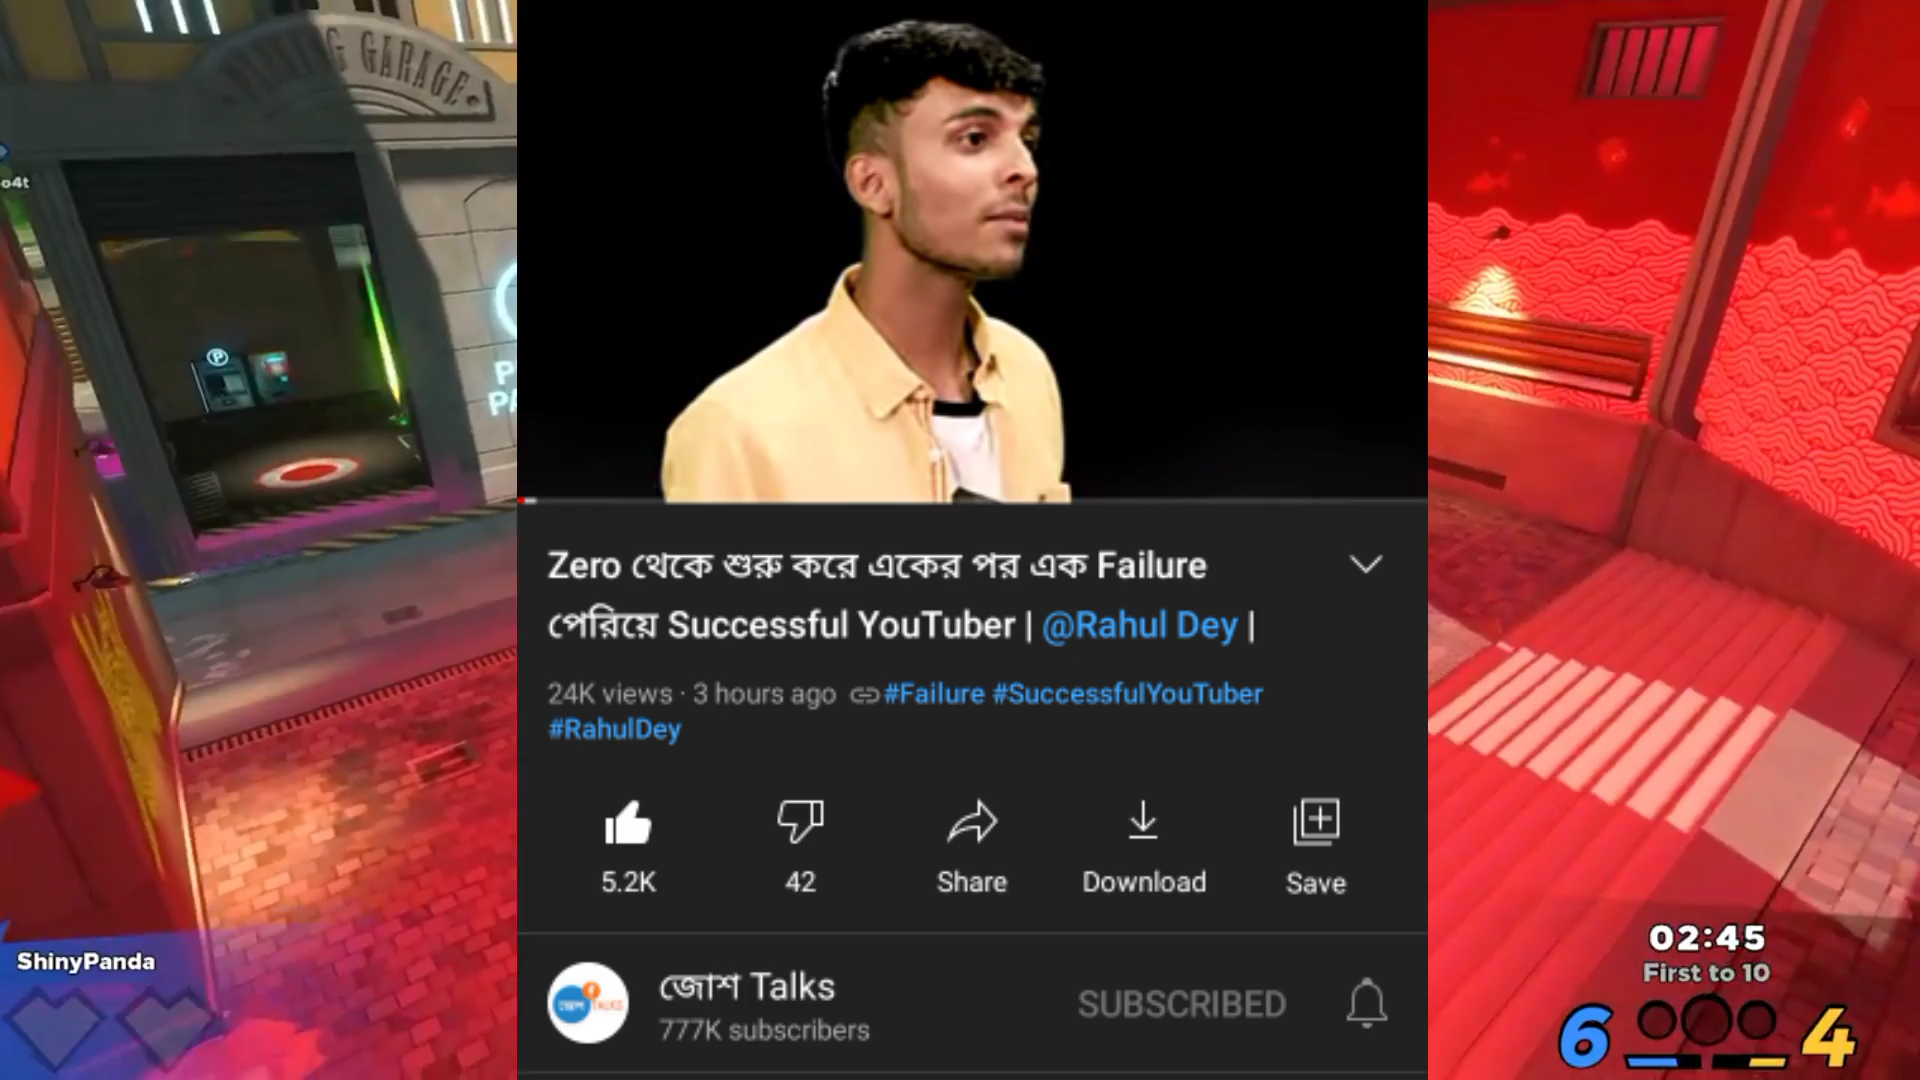 GARAGE
o4t
P
ShinyPanda
Zero থেকে শুরু করে একের পর এক Failure
পেরিয়ে Successful YouTuber | @Rahul Dey |
24K views · 3 hours ago #Failure #SuccessfulYouTuber
#RahulDey
5.2K
42
Share
Download
Save
জোশ Talks
777K subscribers
SUBSCRIBED
02:45
First to 10
6
4